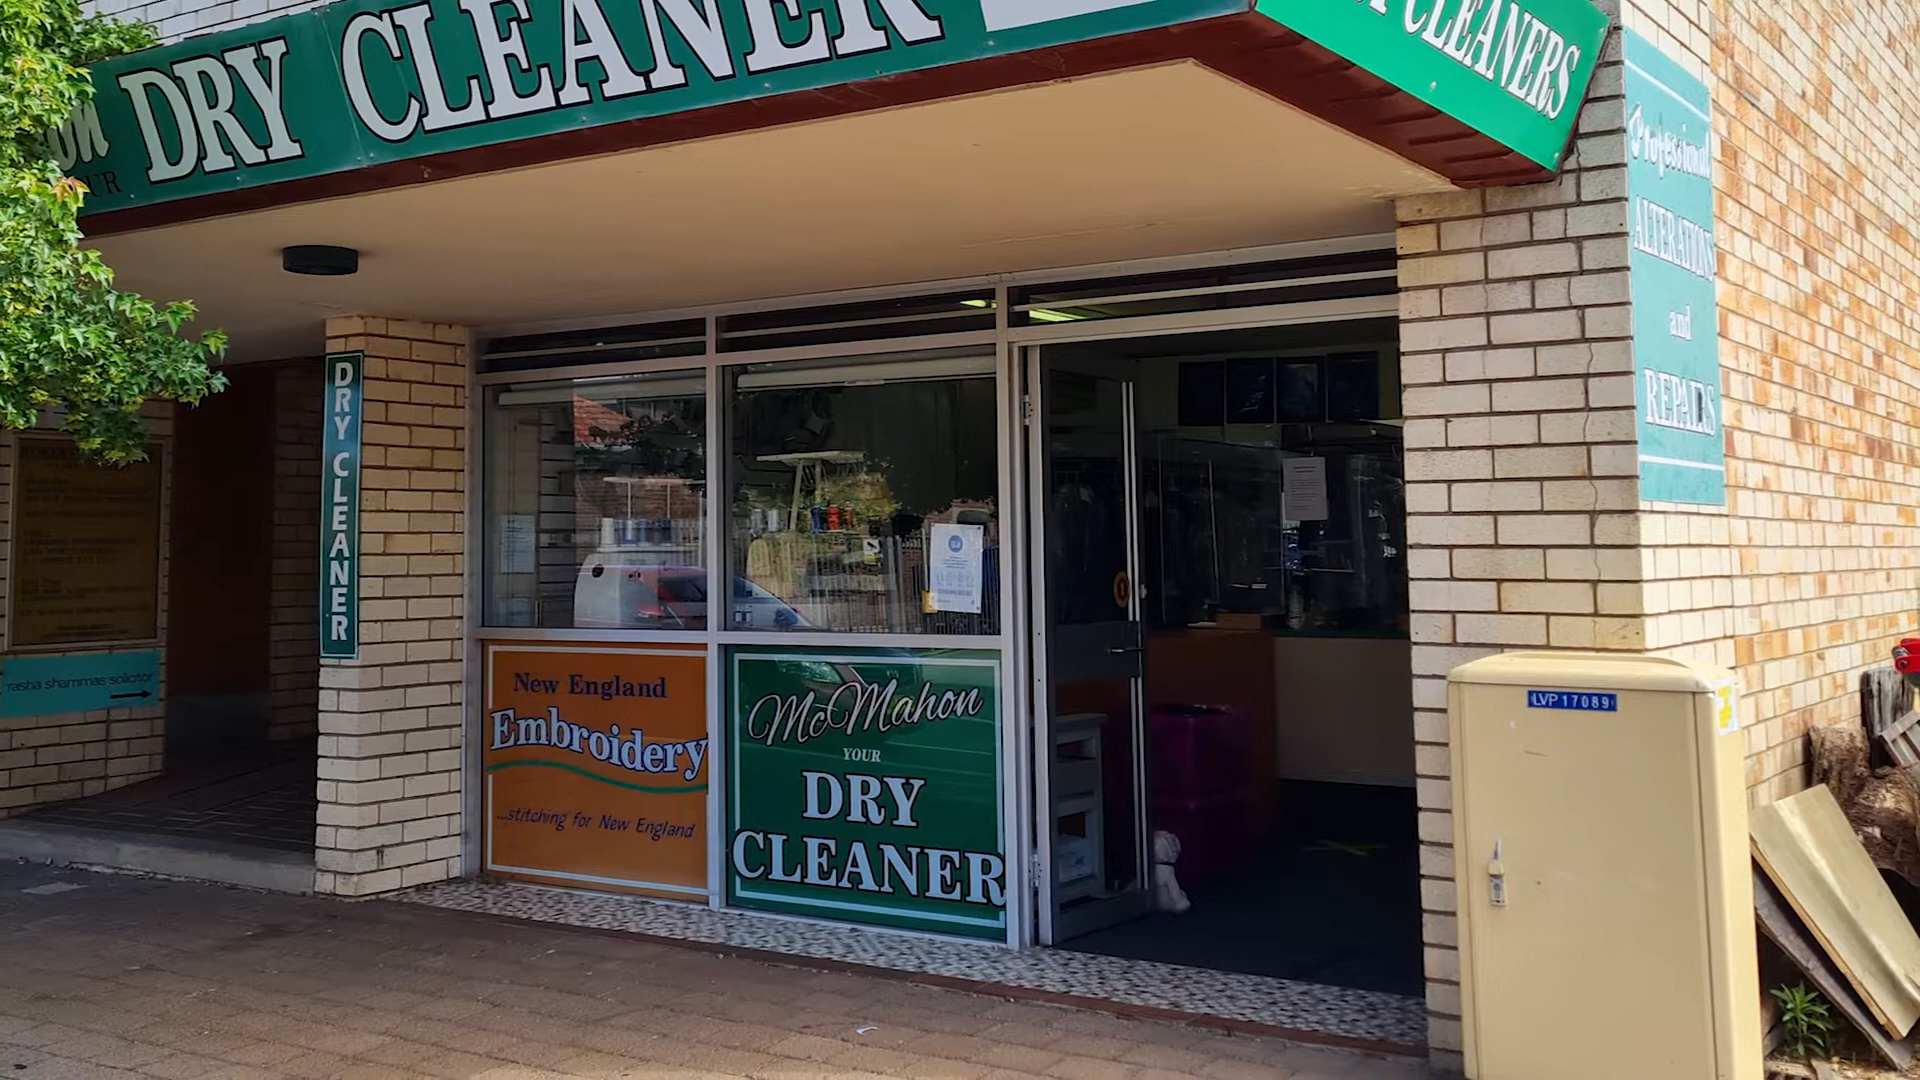 DRY CLEANER
CLEANERS
Professional
ALTERATIONS
and
REPAIRS
DRY CLEANER
rasha shammas solicitor
New England
Embroidery
...stitching for New England
McMahon
YOUR
DRY
CLEANER
LVP 17089